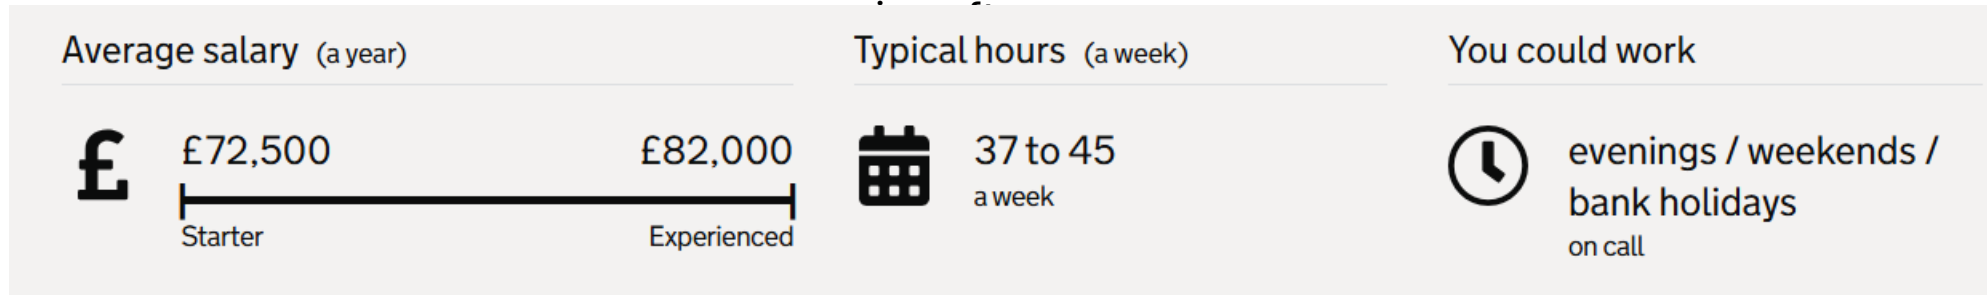 Average salary (a year)
£72,500 £82,000
Starter Experienced
Typical hours (a week)
37 to 45
a week
You could work
evenings / weekends /
bank holidays
on call